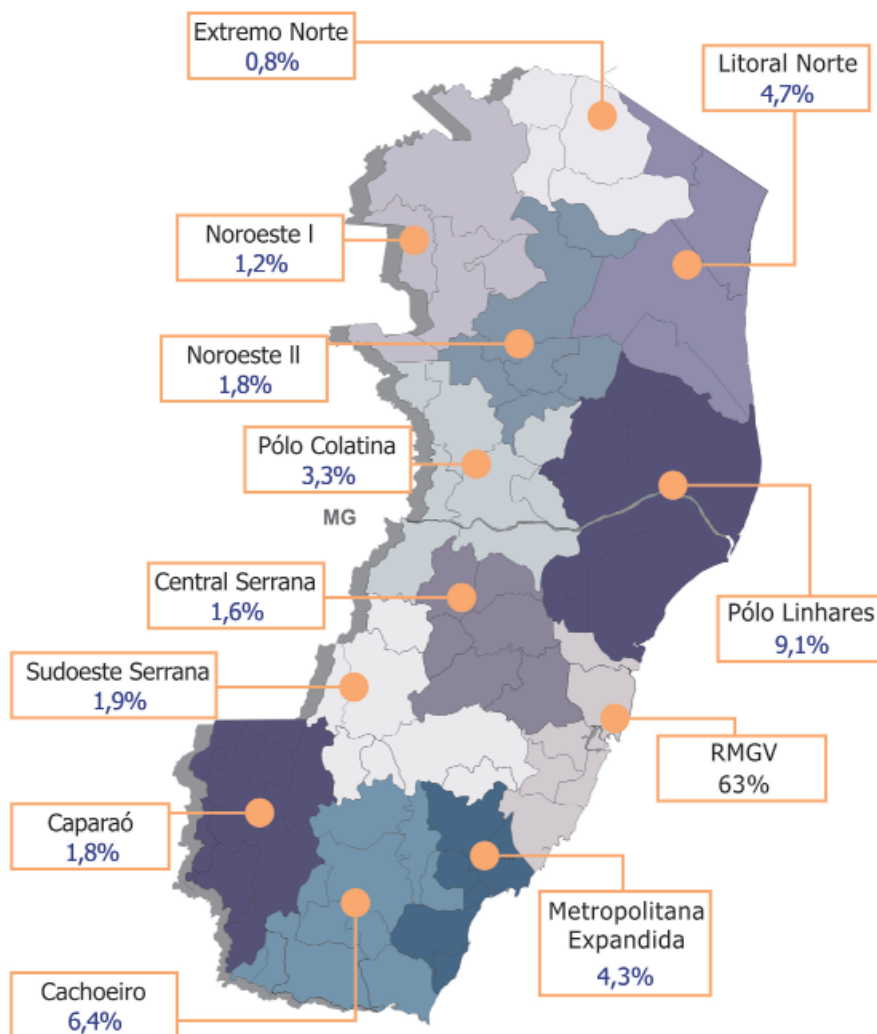 Extremo Norte
0,8%
Litoral Norte
4,7%
Noroeste I
1,2%
Noroeste II
1,8%
Pólo Colatina
3,3%
MG
Central Serrana
1,6%
Pólo Linhares
9,1%
Sudoeste Serrana
1,9%
RMGV
63%
Caparaó
1,8%
Metropolitana
Expandida
4,3%
Cachoeiro
6,4%